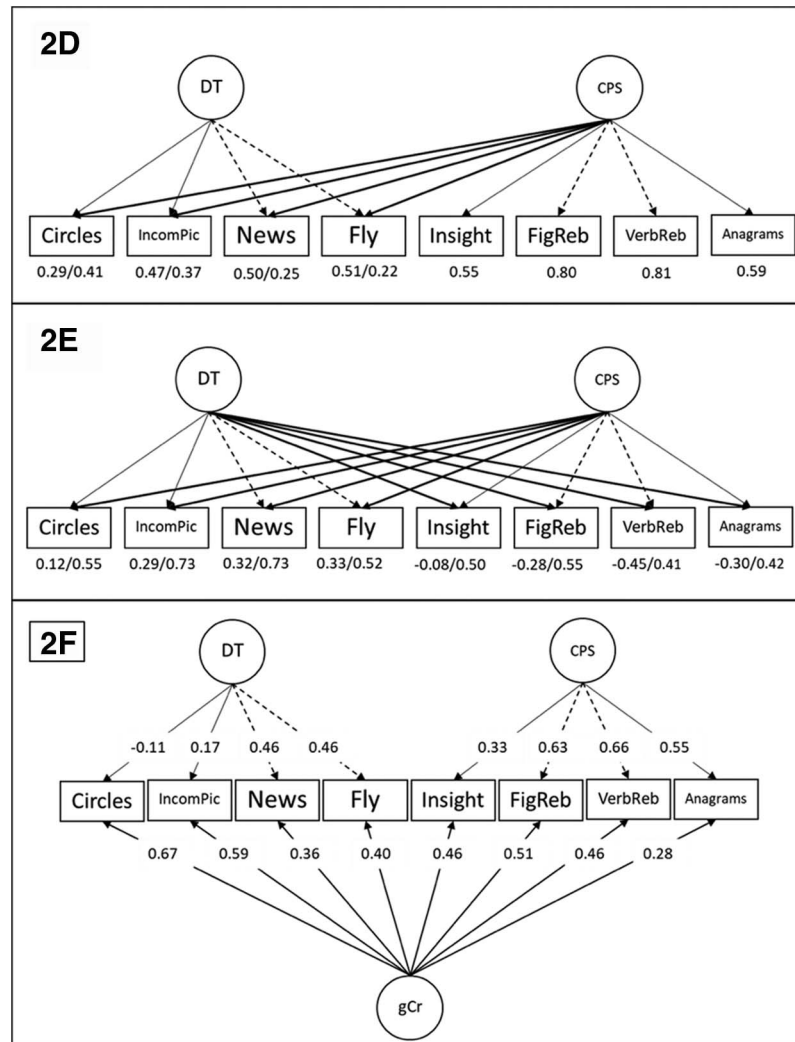 2D
DT CPS
Circles IncomPic News Fly Insight FigReb VerbReb Anagrams
0.29/0.41 0.47/0.37 0.50/0.25 0.51/0.22 0.55 0.80 0.81 0.59
2E
DT CPS
Circles IncomPic News Fly Insight FigReb VerbReb Anagrams
0.12/0.55 0.29/0.73 0.32/0.73 0.33/0.52 -0.08/0.50 -0.28/0.55 -0.45/0.41 -0.30/0.42
2F
DT CPS
-0.11 0.17 0.46 0.46 0.33 0.63 0.66 0.55
Circles IncomPic News Fly Insight FigReb VerbReb Anagrams
0.67 0.59 0.36 0.40 0.46 0.51 0.46 0.28
gCr